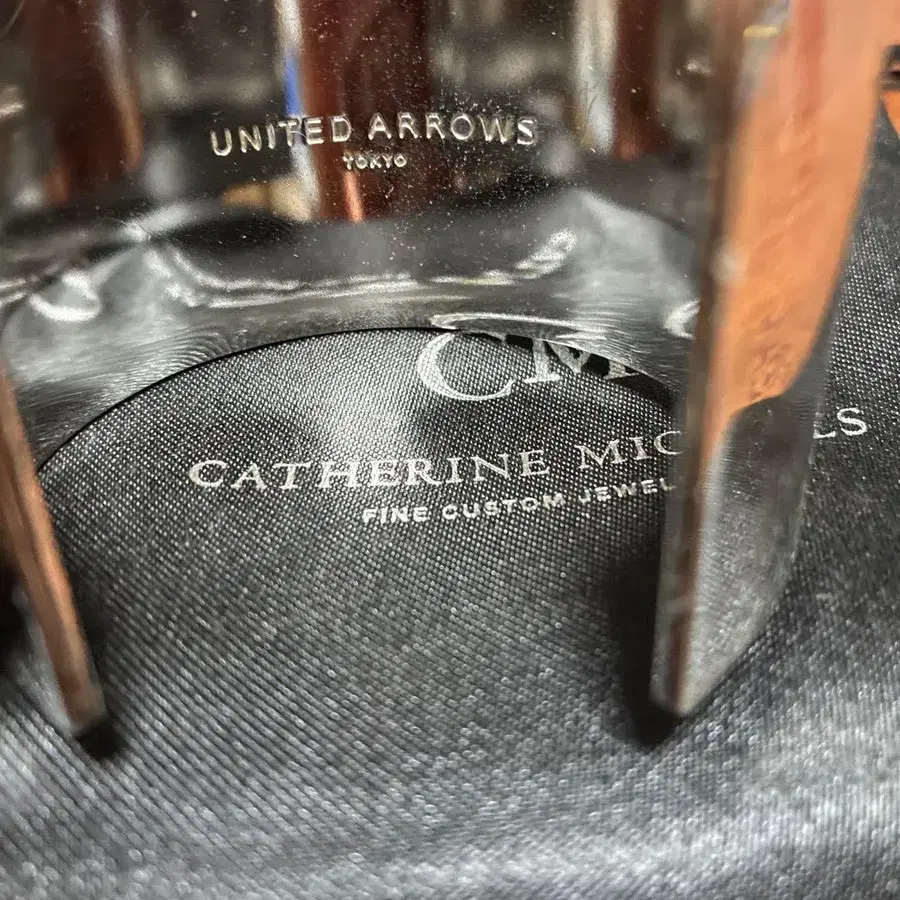 UNITED ARROWS
TOKYO
CM
CATHERINE
FINE CUSTOM